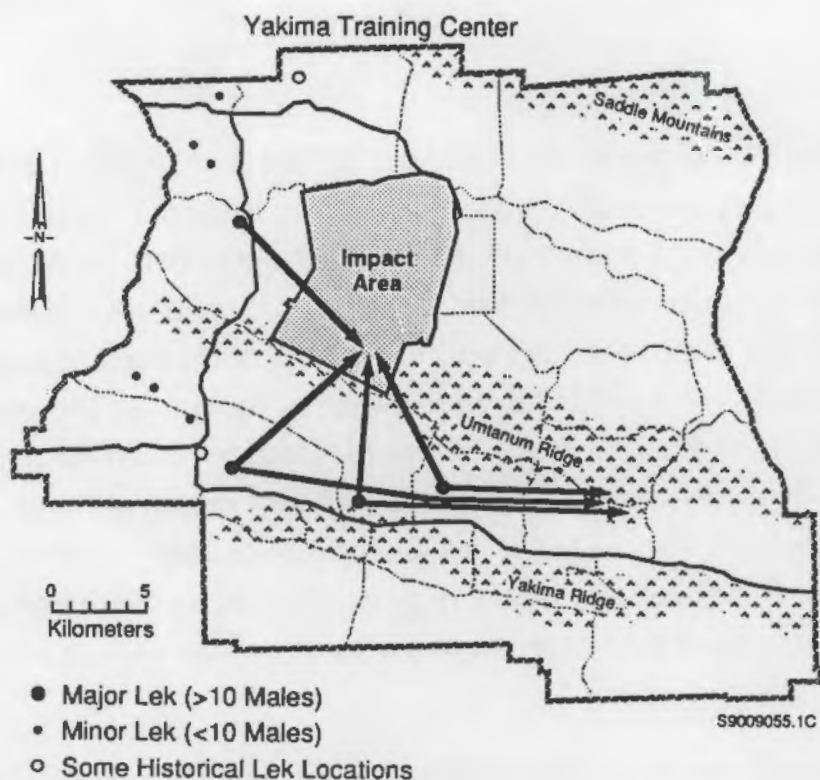 Yakima Training Center
Saddle Mountains
N
Impact
Area
Umtanum Ridge
Yakima Ridge
0 5
Kilometers
Major Lek (>10 Males)
Minor Lek (<10 Males)
Some Historical Lek Locations
S9009055.1C